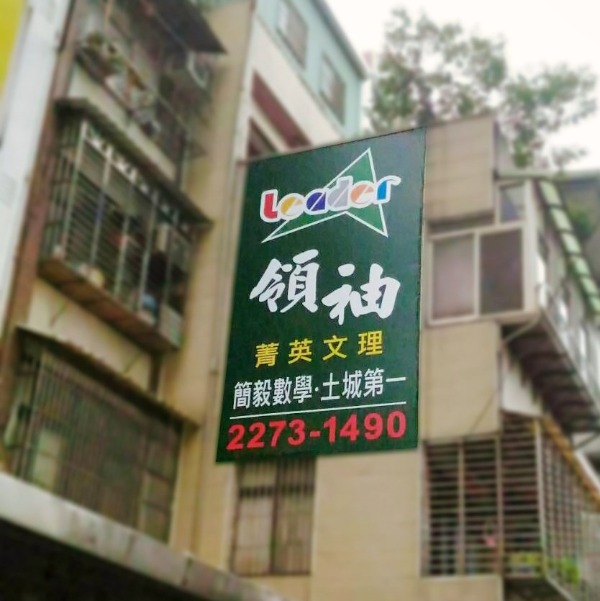 Leader
領袖
菁英文理
簡毅數學·土城第一
2273-1490